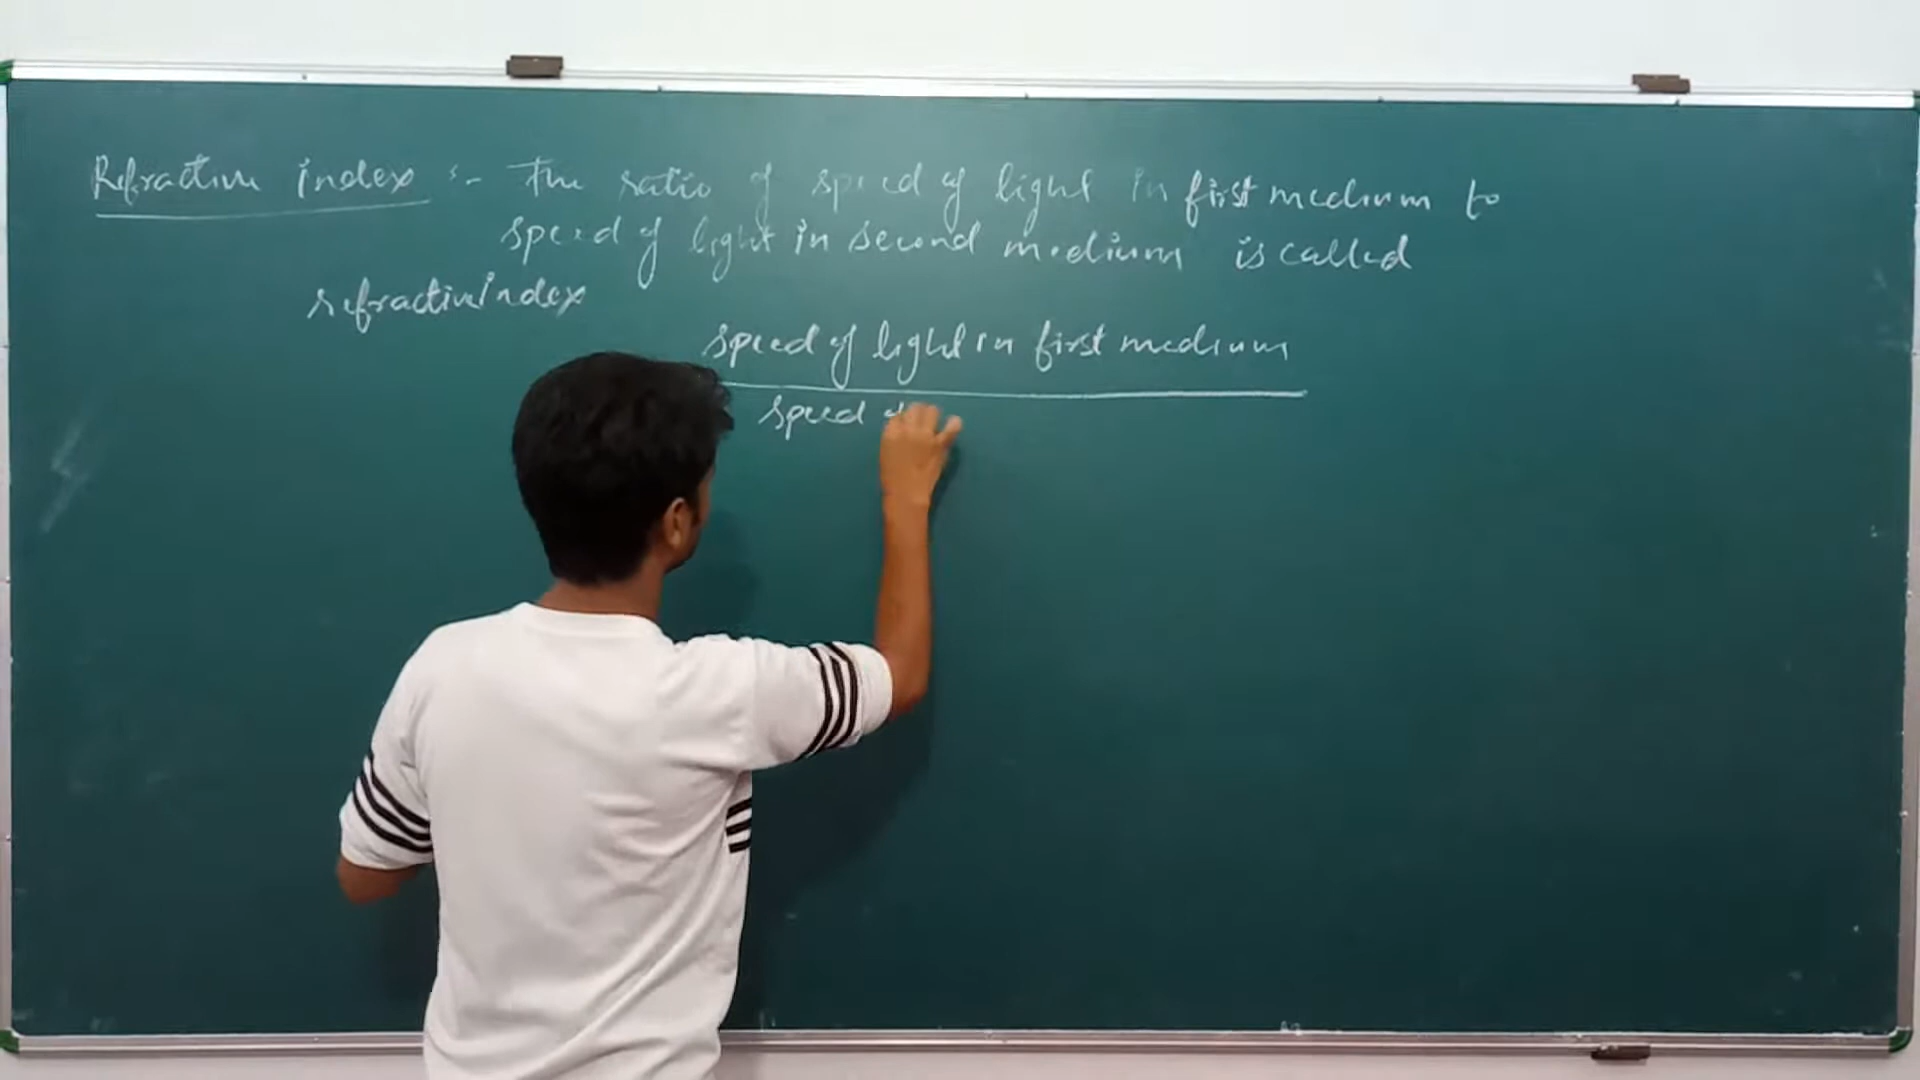 Refractive index :- The ratio of speed of light in first medium to
speed of light in second medium is called
refractive index
speed of light in first medium
speed of